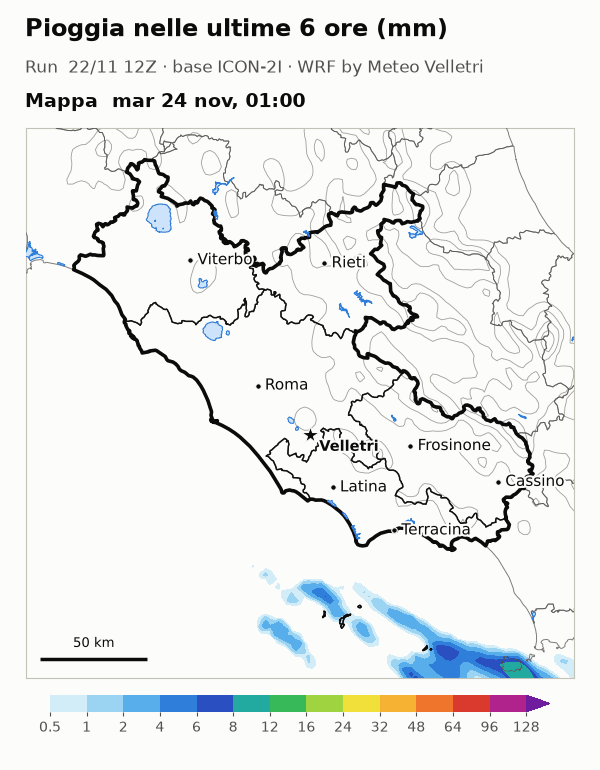 Pioggia nelle ultime 6 ore (mm)
Run 22/11 12Z · base ICON-2I · WRF by Meteo Velletri
Mappa mar 24 nov, 01:00
Viterbo
Rieti
Roma
Velletri
Frosinone
Latina
Cassino
Terracina
50 km
0.5 1 2 4 6 8 12 16 24 32 48 64 96 128